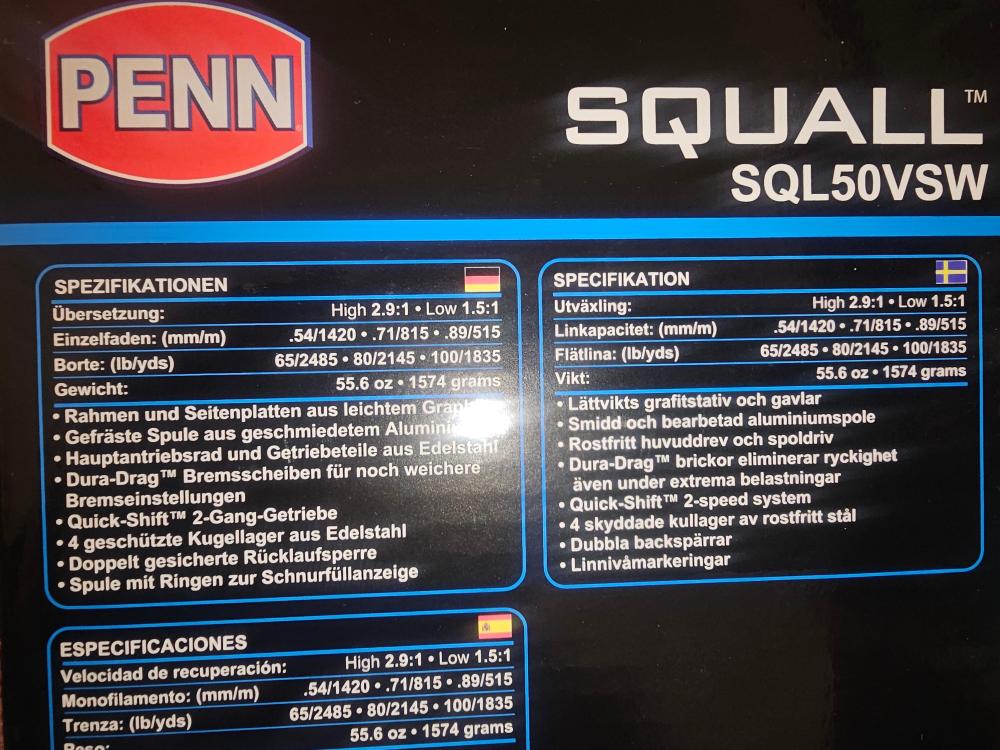 PENN
SQUALL™
SQL50VSW
SPEZIFIKATIONEN
Übersetzung: High 2.9:1 • Low 1.5:1
Einzelfaden: (mm/m) .54/1420 • .71/815 • .89/515
Borte: (lb/yds) 65/2485 • 80/2145 • 100/1835
Gewicht: 55.6 oz • 1574 grams
• Rahmen und Seitenplatten aus leichtem
• Gefräste Spule aus geschmiedetem
• Hauptantriebsrad und Getriebeteile aus Edelstahl
• Dura-Drag™ Bremsscheiben für noch weichere
Bremseinstellungen
• Quick-Shift™ 2-Gang-Getriebe
• 4 geschützte Kugellager aus Edelstahl
• Doppelt gesicherte Rücklaufsperre
• Spule mit Ringen zur Schnurfüllanzeige
SPECIFIKATION
Utväxling: High 2.9:1 • Low 1.5:1
Linkapacitet: (mm/m) .54/1420 • .71/815 • .89/515
Flätlina: (lb/yds) 65/2485 • 80/2145 • 100/1835
Vikt: 55.6 oz • 1574 grams
• Lättvikts grafitstativ och gavlar
• Smidd och bearbetad aluminiumspole
• Rostfritt huvuddrev och spoldriv
• Dura-Drag™ brickor eliminerar ryckighet
även under extrema belastningar
• Quick-Shift™ 2-speed system
• 4 skyddade kullager av rostfritt stål
• Dubbla backspärrar
• Linnivåmarkeringar
ESPECIFICACIONES
Velocidad de recuperación: High 2.9:1 • Low 1.5:1
Monofilamento: (mm/m) .54/1420 • .71/815 • .89/515
Trenza: (lb/yds) 65/2485 • 80/2145 • 100/1835
Peso: 55.6 oz • 1574 grams